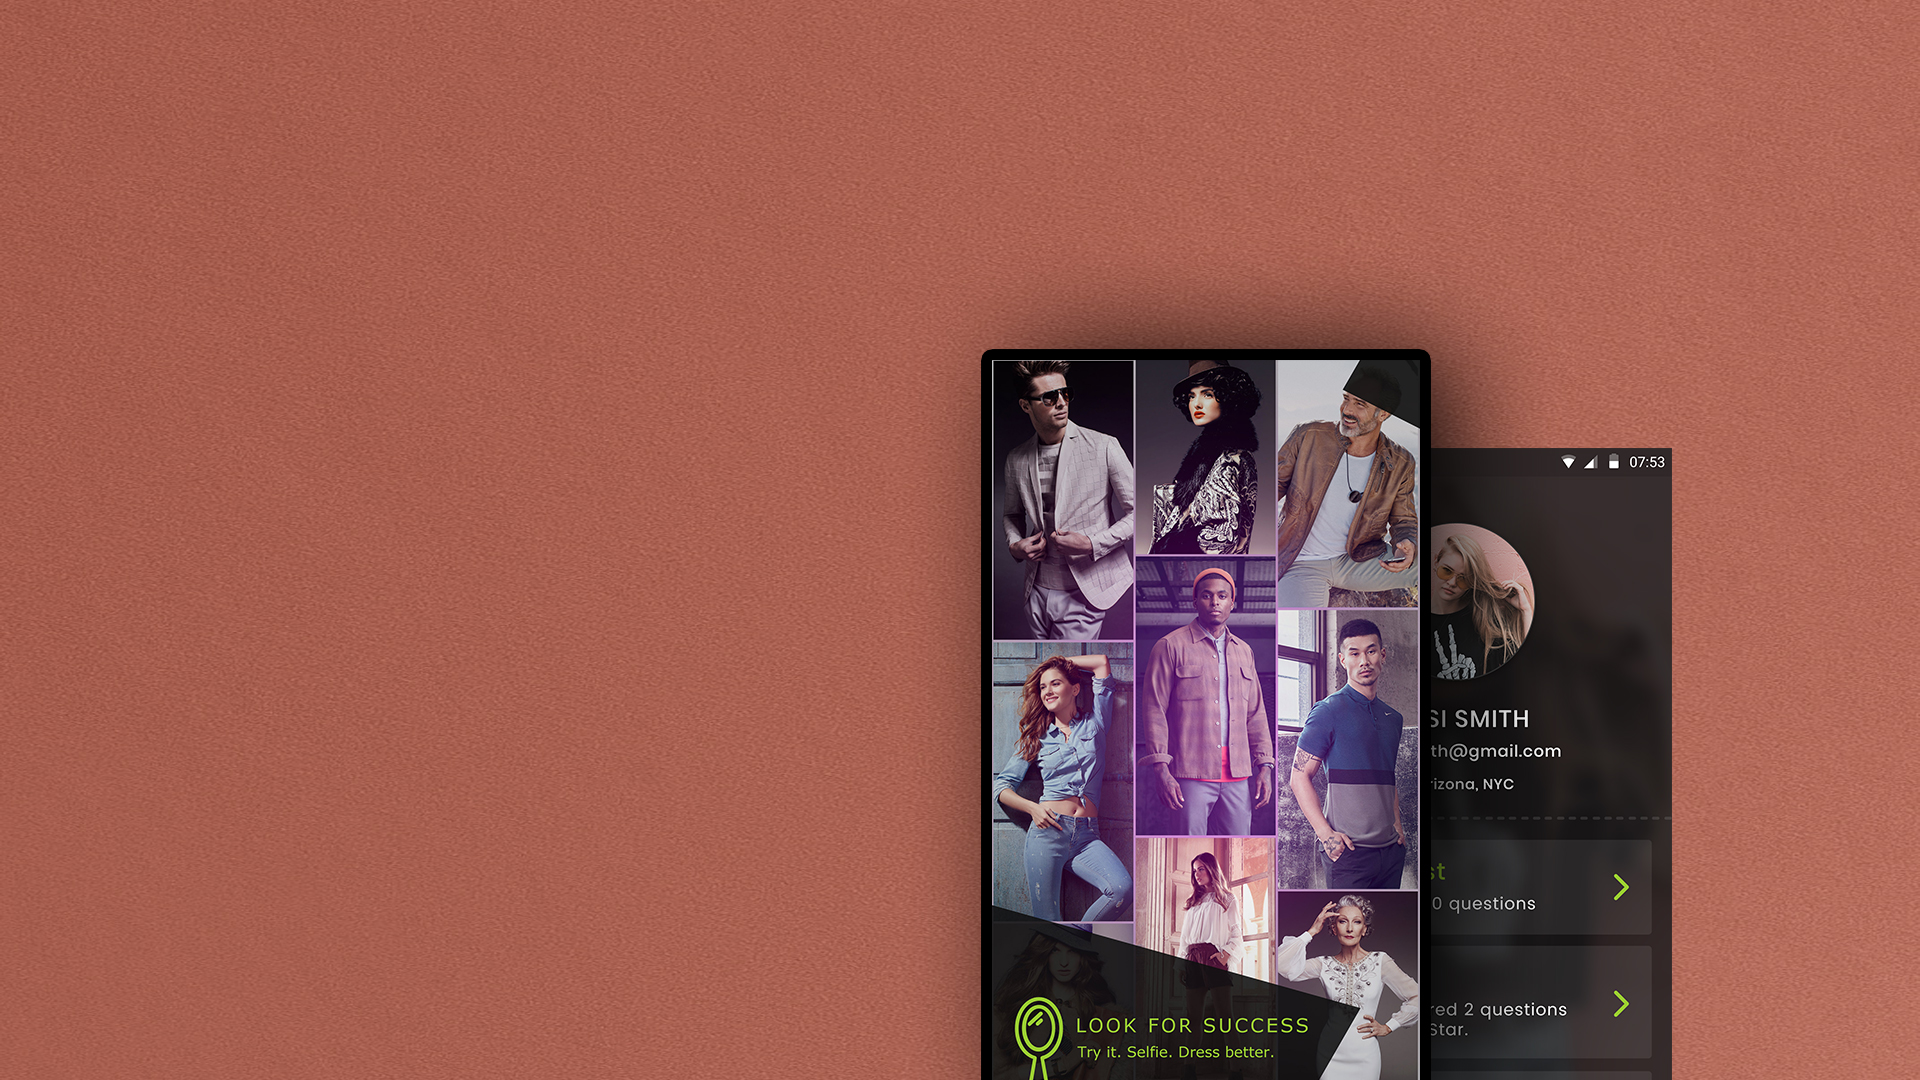 LOOK FOR SUCCESS
Try it. Selfie. Dress better.
07:53
SI SMITH
th@gmail.com
rizona, NYC
st
0 questions
red 2 questions
Star.